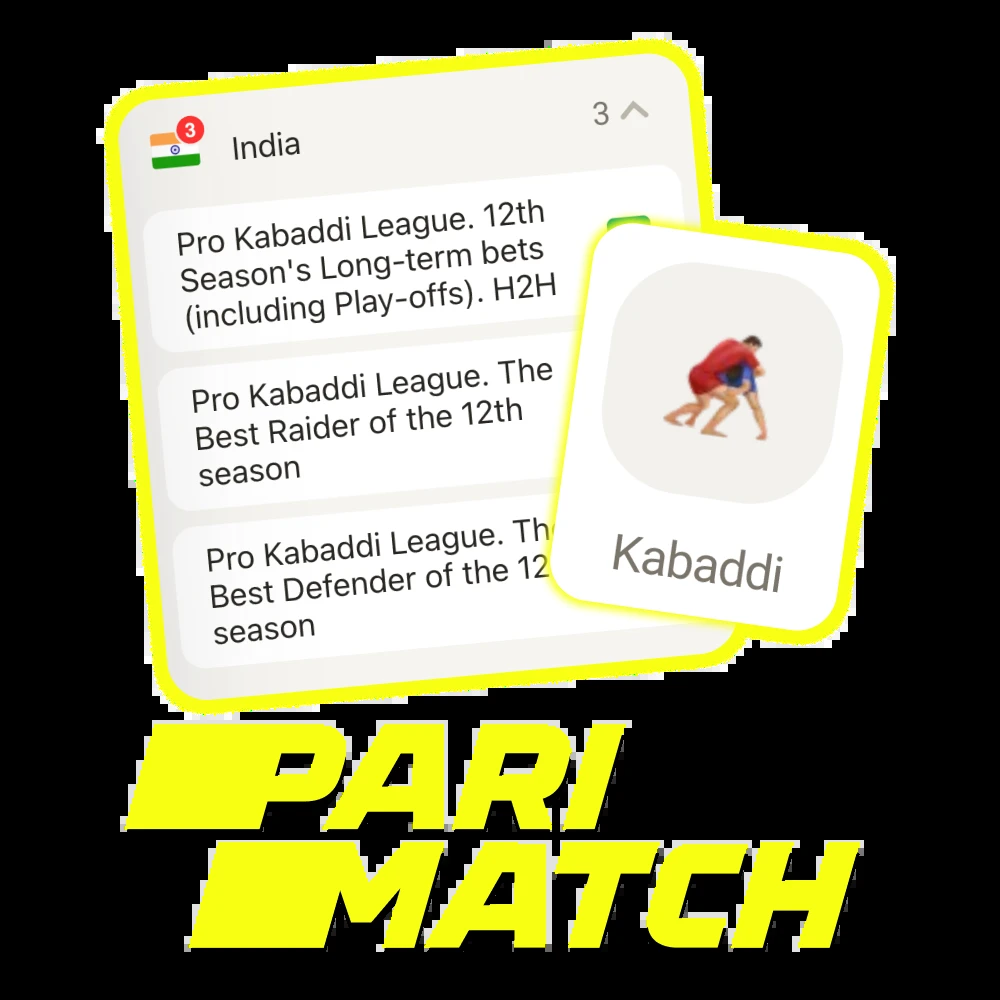 3
India
3
Pro Kabaddi League. 12th
Season's Long-term bets
(including Play-offs). H2H
Pro Kabaddi League. The
Best Raider of the 12th
season
Pro Kabaddi League. The
Best Defender of the 12
season
Kabaddi
PARI
MATCH